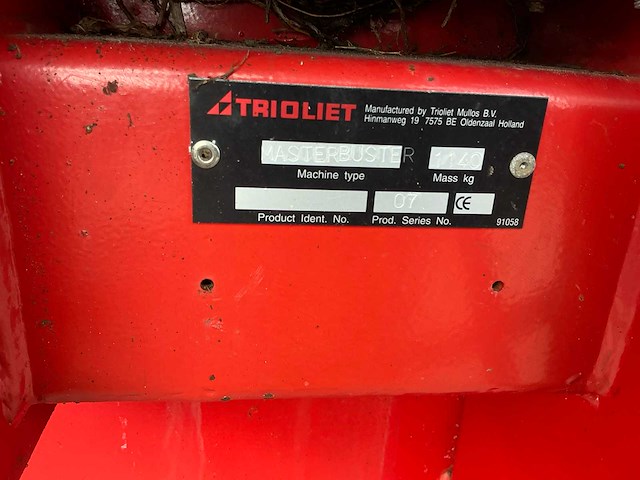 TRIOLIET
Manufactured by Trioliet Mullos B.V.
Hinmanweg 19 7575 BE Oldenzaal Holland
MASTERBUSTER
Machine type
Mass kg
07
Product Ident. No.
Prod. Series No.
CE
91058